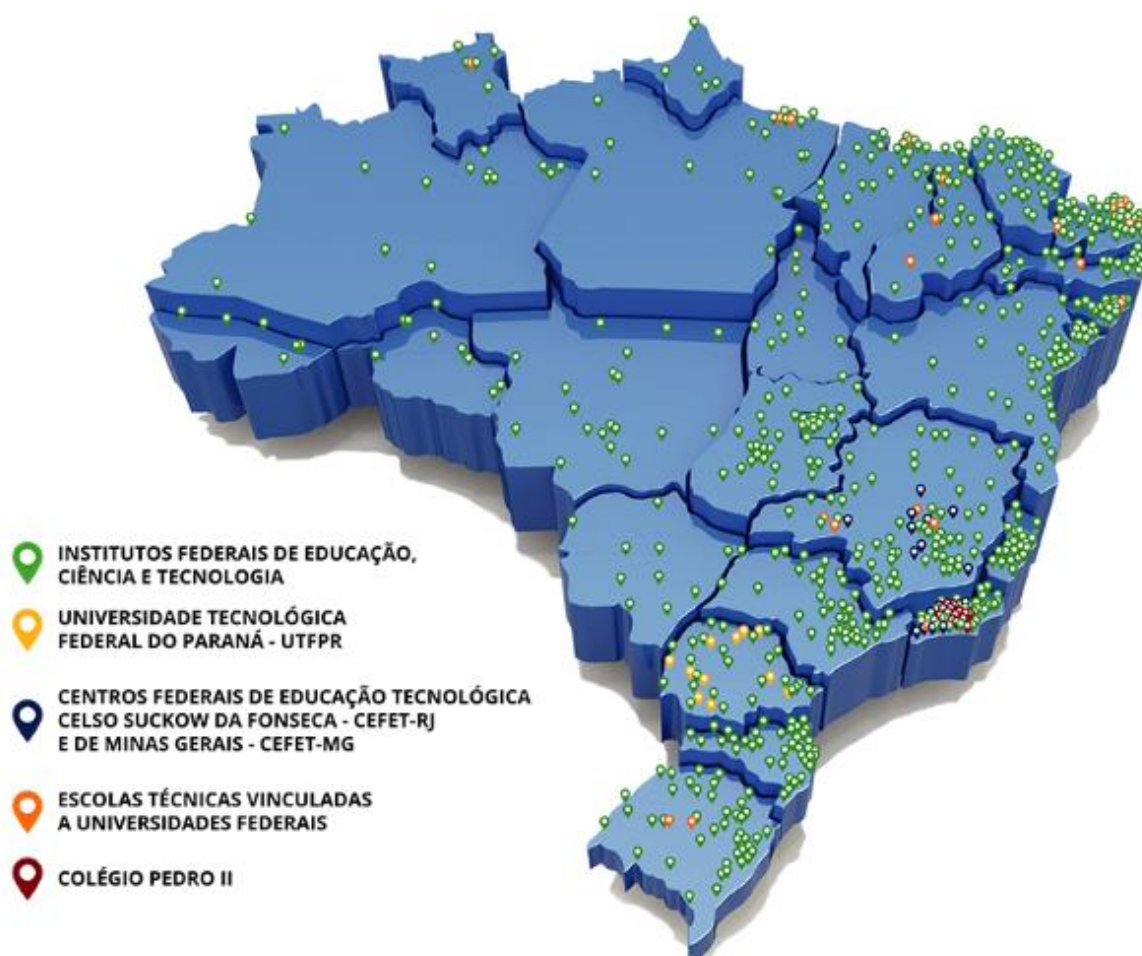 INSTITUTOS FEDERAIS DE EDUCAÇÃO,
CIÊNCIA E TECNOLOGIA
UNIVERSIDADE TECNOLÓGICA
FEDERAL DO PARANÁ - UTFPR
CENTROS FEDERAIS DE EDUCAÇÃO TECNOLÓGICA
CELSO SUCKOW DA FONSECA - CEFET-RJ
E DE MINAS GERAIS - CEFET-MG
ESCOLAS TÉCNICAS VINCULADAS
A UNIVERSIDADES FEDERAIS
COLÉGIO PEDRO II